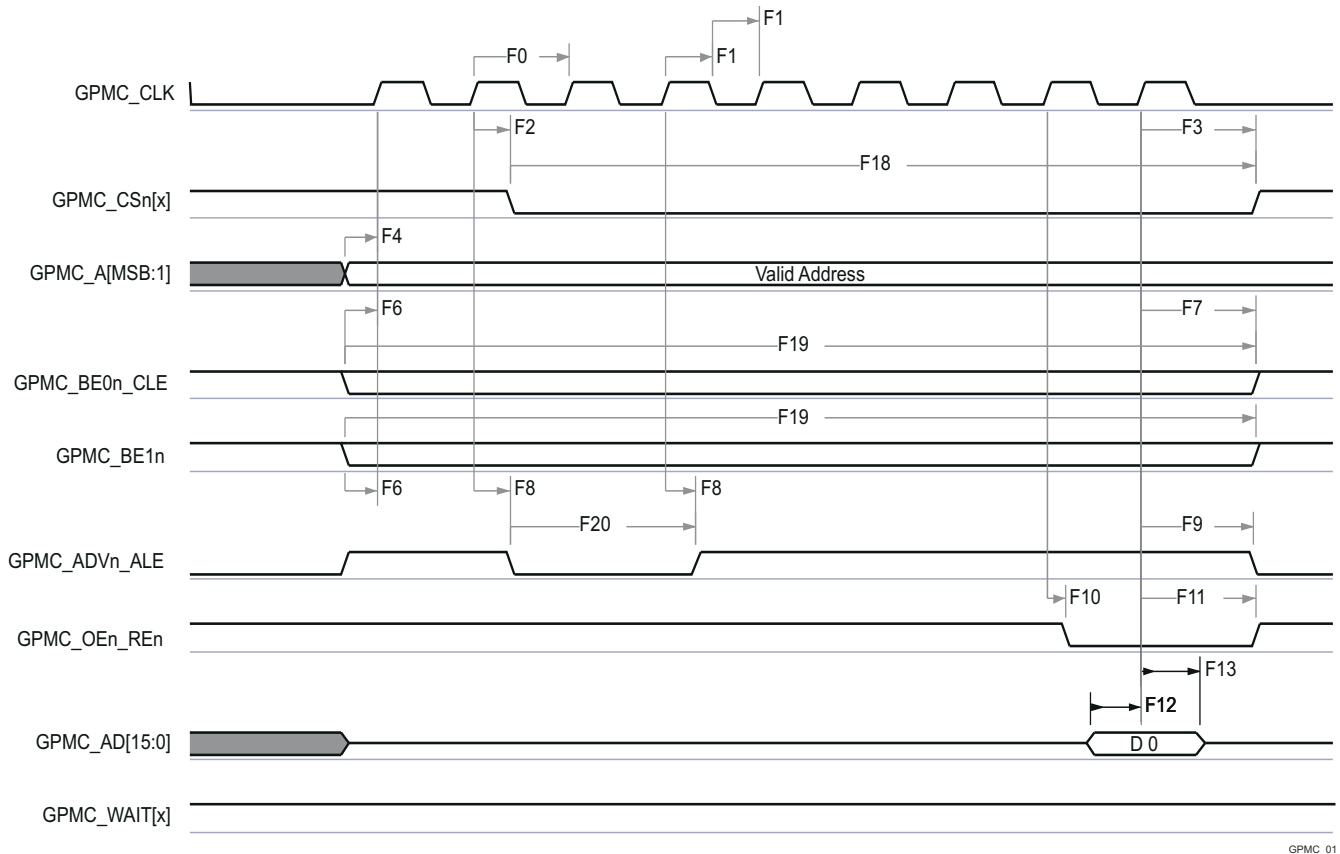 F1
F0
F1
GPMC_CLK
F2
F3
F18
GPMC_CSn[x]
F4
GPMC_A[MSB:1]
Valid Address
F6
F7
F19
GPMC_BE0n_CLE
F19
GPMC_BE1n
F6
F8
F8
F20
F9
GPMC_ADVn_ALE
F10
F11
GPMC_OEn_REn
F13
F12
GPMC_AD[15:0]
D 0
GPMC_WAIT[x]
GPMC_01